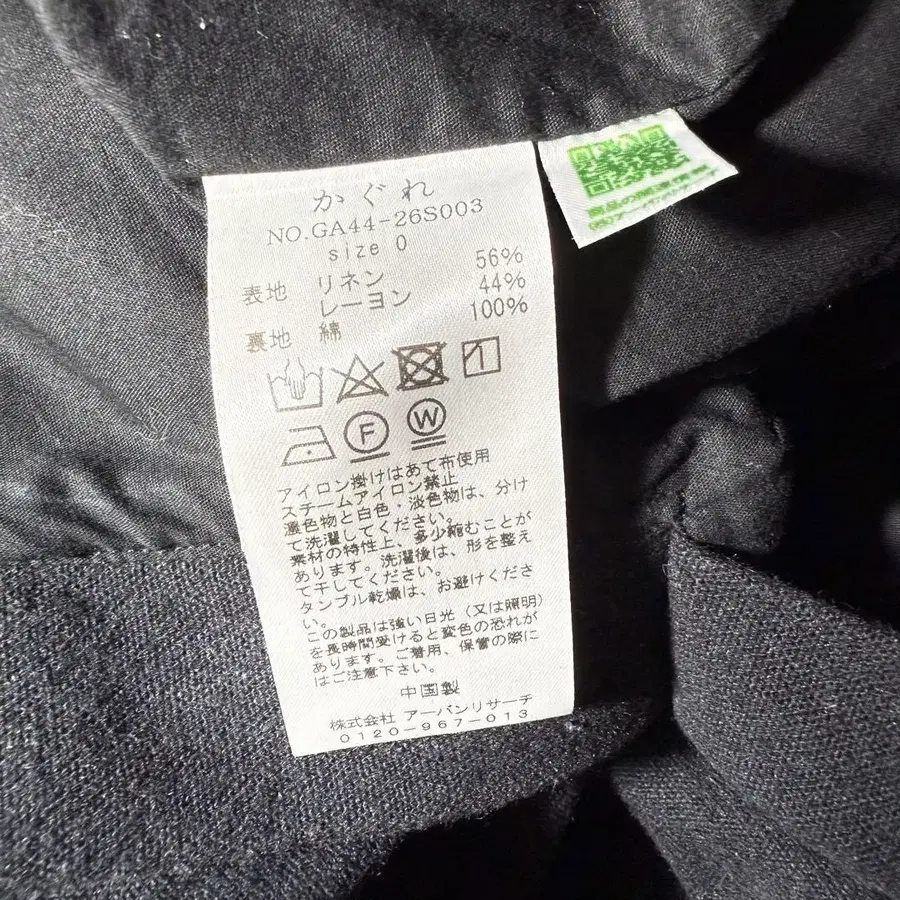 かぐれ
NO.GA44-26S003
size 0
表地 リネン 56%
レーヨン 44%
裏地 綿 100%
F W
アイロン掛けはあて布使用
スチームアイロン禁止
濃色物と白色・淡色物は、分け
て洗濯してください。
素材の特性上、多少縮むことが
あります。洗濯後は、形を整え
て干してください。
タンブル乾燥は、お避けくださ
い。
この製品は強い日光(又は照明)
を長時間受けると変色の恐れが
あります。ご着用、保管の際に
はご注意下さい。
中国製
株式会社 アーバンリサーチ
0120-967-013